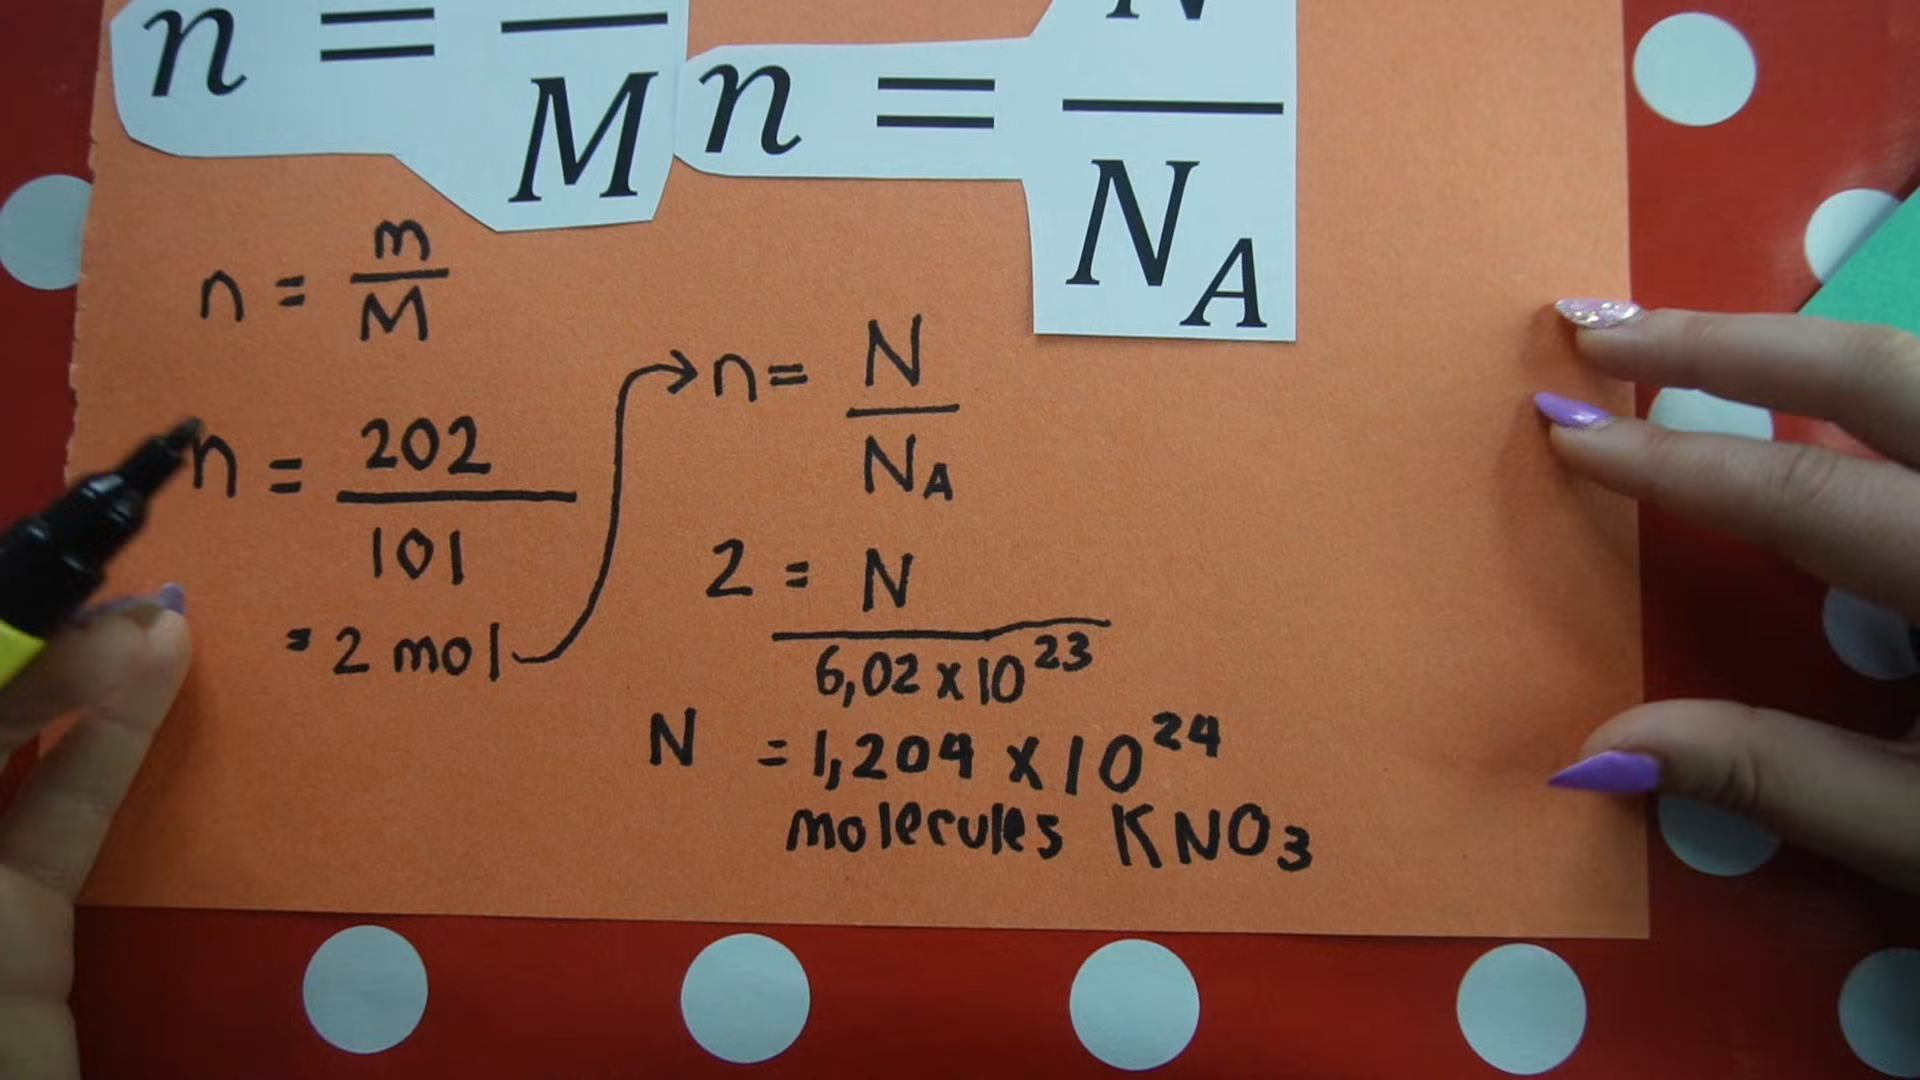 n = 
M
n = N
N_A
n = m
M
n = 202
101
= 2 mol
→ n = N
N_A
2 = N
6,02 x 10^23
N = 1,204 x 10^24
molecules KNO₃